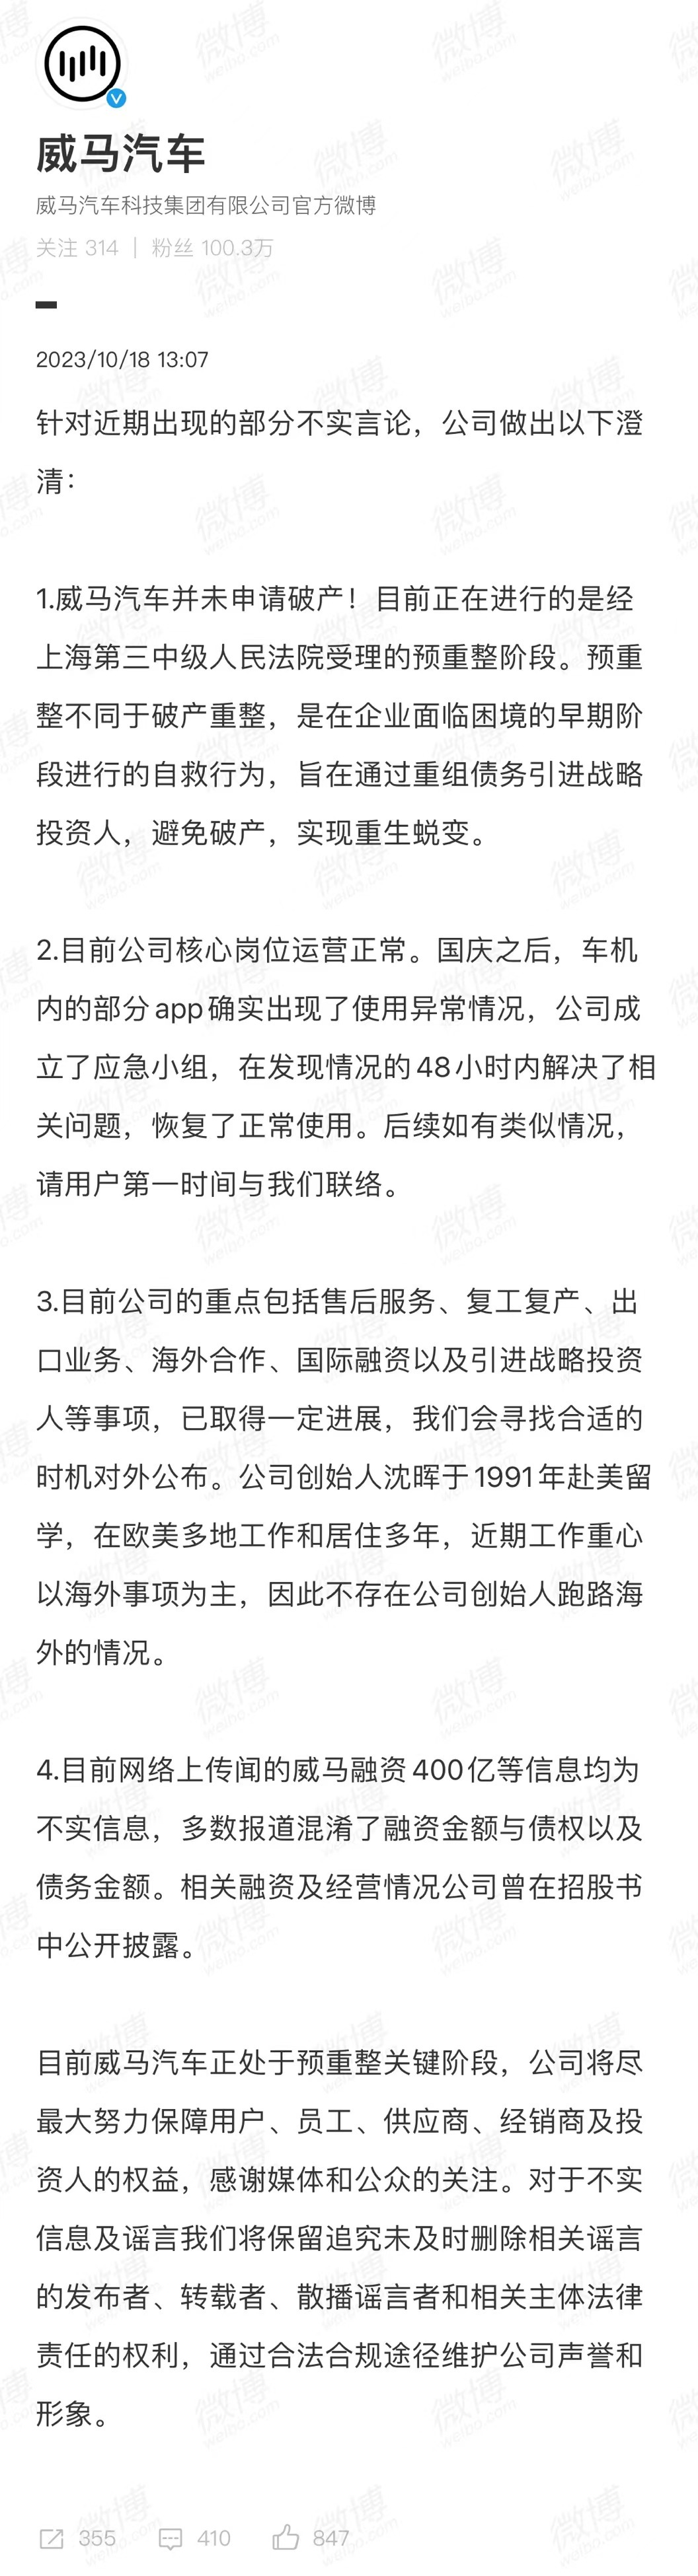 威马汽车
威马汽车科技集团有限公司官方微博
关注 314 | 粉丝 100.3万
2023/10/18 13:07
针对近期出现的部分不实言论，公司做出以下澄
清：
1.威马汽车并未申请破产！目前正在进行的是经
上海第三中级人民法院受理的预重整阶段。预重
整不同于破产重整，是在企业面临困境的早期阶
段进行的自救行为，旨在通过重组债务引进战略
投资人，避免破产，实现重生蜕变。
2.目前公司核心岗位运营正常。国庆之后，车机
内的部分app确实出现了使用异常情况，公司成
立了应急小组，在发现情况的48小时内解决了相
关问题，恢复了正常使用。后续如有类似情况，
请用户第一时间与我们联络。
3.目前公司的重点包括售后服务、复工复产、出
口业务、海外合作、国际融资以及引进战略投资
人等事项，已取得一定进展，我们会寻找合适的
时机对外公布。公司创始人沈晖于1991年赴美留
学，在欧美多地工作和居住多年，近期工作重心
以海外事项为主，因此不存在公司创始人跑路海
外的情况。
4.目前网络上传闻的威马融资400亿等信息均为
不实信息，多数报道混淆了融资金额与债权以及
债务金额。相关融资及经营情况公司曾在招股书
中公开披露。
目前威马汽车正处于预重整关键阶段，公司将尽
最大努力保障用户、员工、供应商、经销商及投
资人的权益，感谢媒体和公众的关注。对于不实
信息及谣言我们将保留追究未及时删除相关谣言
的发布者、转载者、散播谣言者和相关主体法律
责任的权利，通过合法合规途径维护公司声誉和
形象。
355 410 847
微博
weibo.com